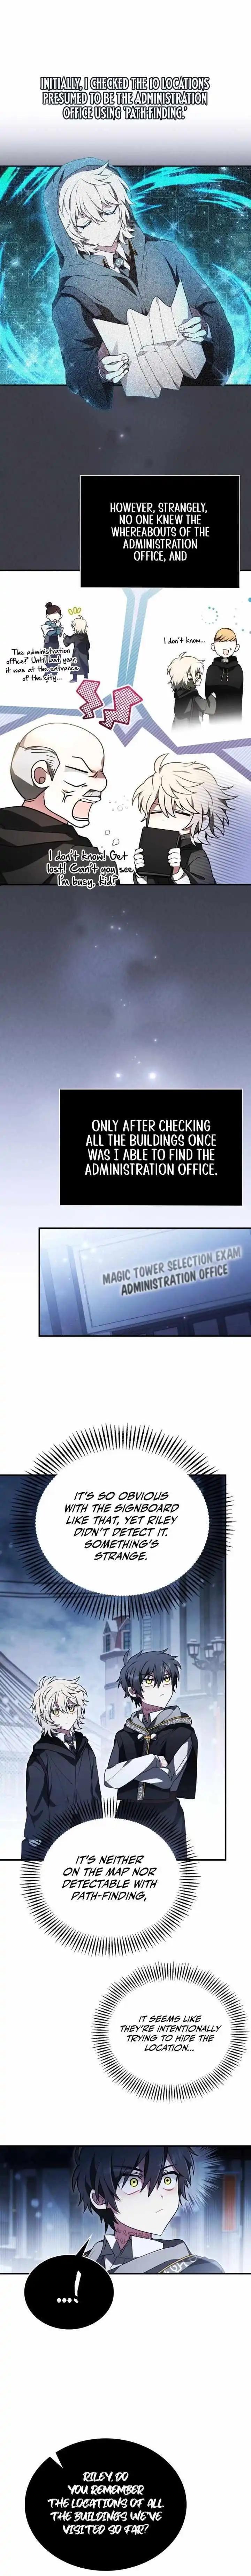 INITIALLY, I CHECKED THE 10 LOCATIONS
PRESUMED TO BE THE ADMINISTRATION
OFFICE USING 'PATH-FINDING.'
HOWEVER, STRANGELY,
NO ONE KNEW THE
WHEREABOUTS OF THE
ADMINISTRATION
OFFICE, AND
I don't know...
The administration
office? Until last year,
it was at the entrance
of the city...
I don't know! Get
lost! Can't you see
I'm busy, kid?
ONLY AFTER CHECKING
ALL THE BUILDINGS ONCE
WAS I ABLE TO FIND THE
ADMINISTRATION OFFICE.
MAGIC TOWER SELECTION EXAM
ADMINISTRATION OFFICE
IT'S SO OBVIOUS
WITH THE SIGNBOARD
LIKE THAT, YET RILEY
DIDN'T DETECT IT.
SOMETHING'S
STRANGE.
IT'S NEITHER
ON THE MAP NOR
DETECTABLE WITH
PATH-FINDING,
IT SEEMS LIKE
THEY'RE INTENTIONALLY
TRYING TO HIDE THE
LOCATION...
...!
RILEY, DO
YOU REMEMBER
THE LOCATIONS OF ALL
THE BUILDINGS WE'VE
VISITED SO FAR?